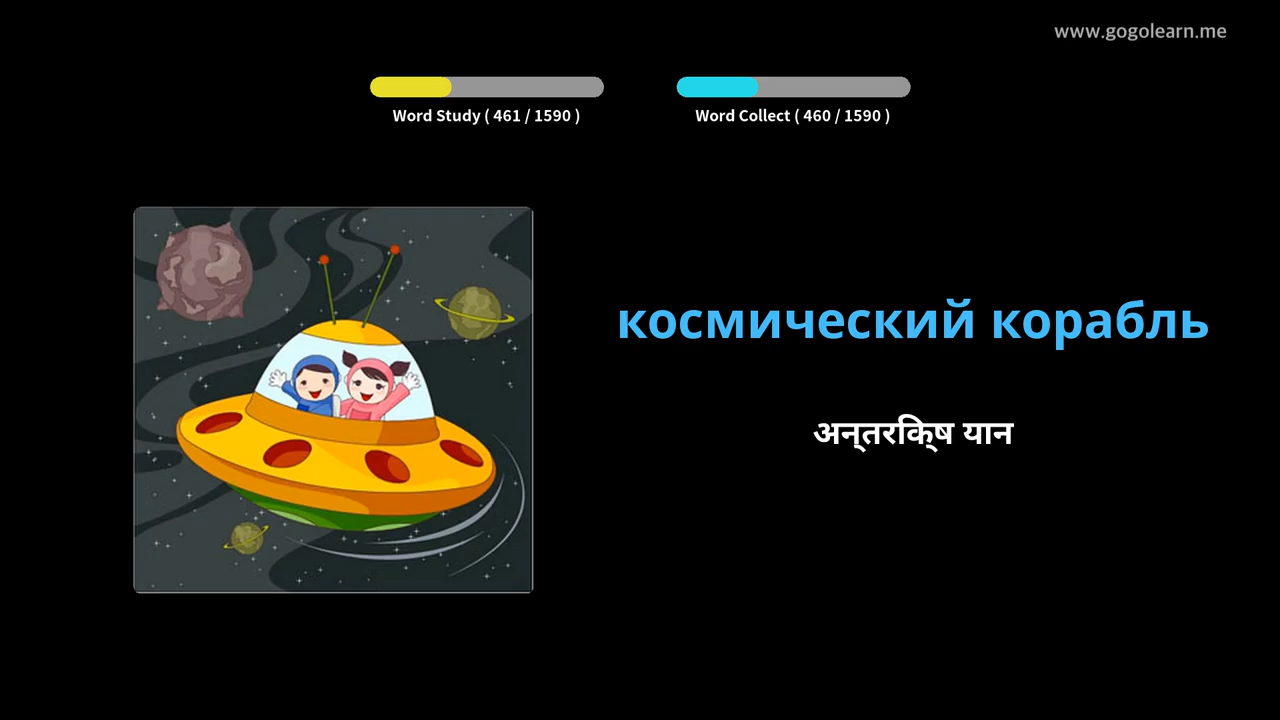 www.gogolearn.me
Word Study ( 461 / 1590 )
Word Collect ( 460 / 1590 )
космический корабль
अन्तरक्षि यान